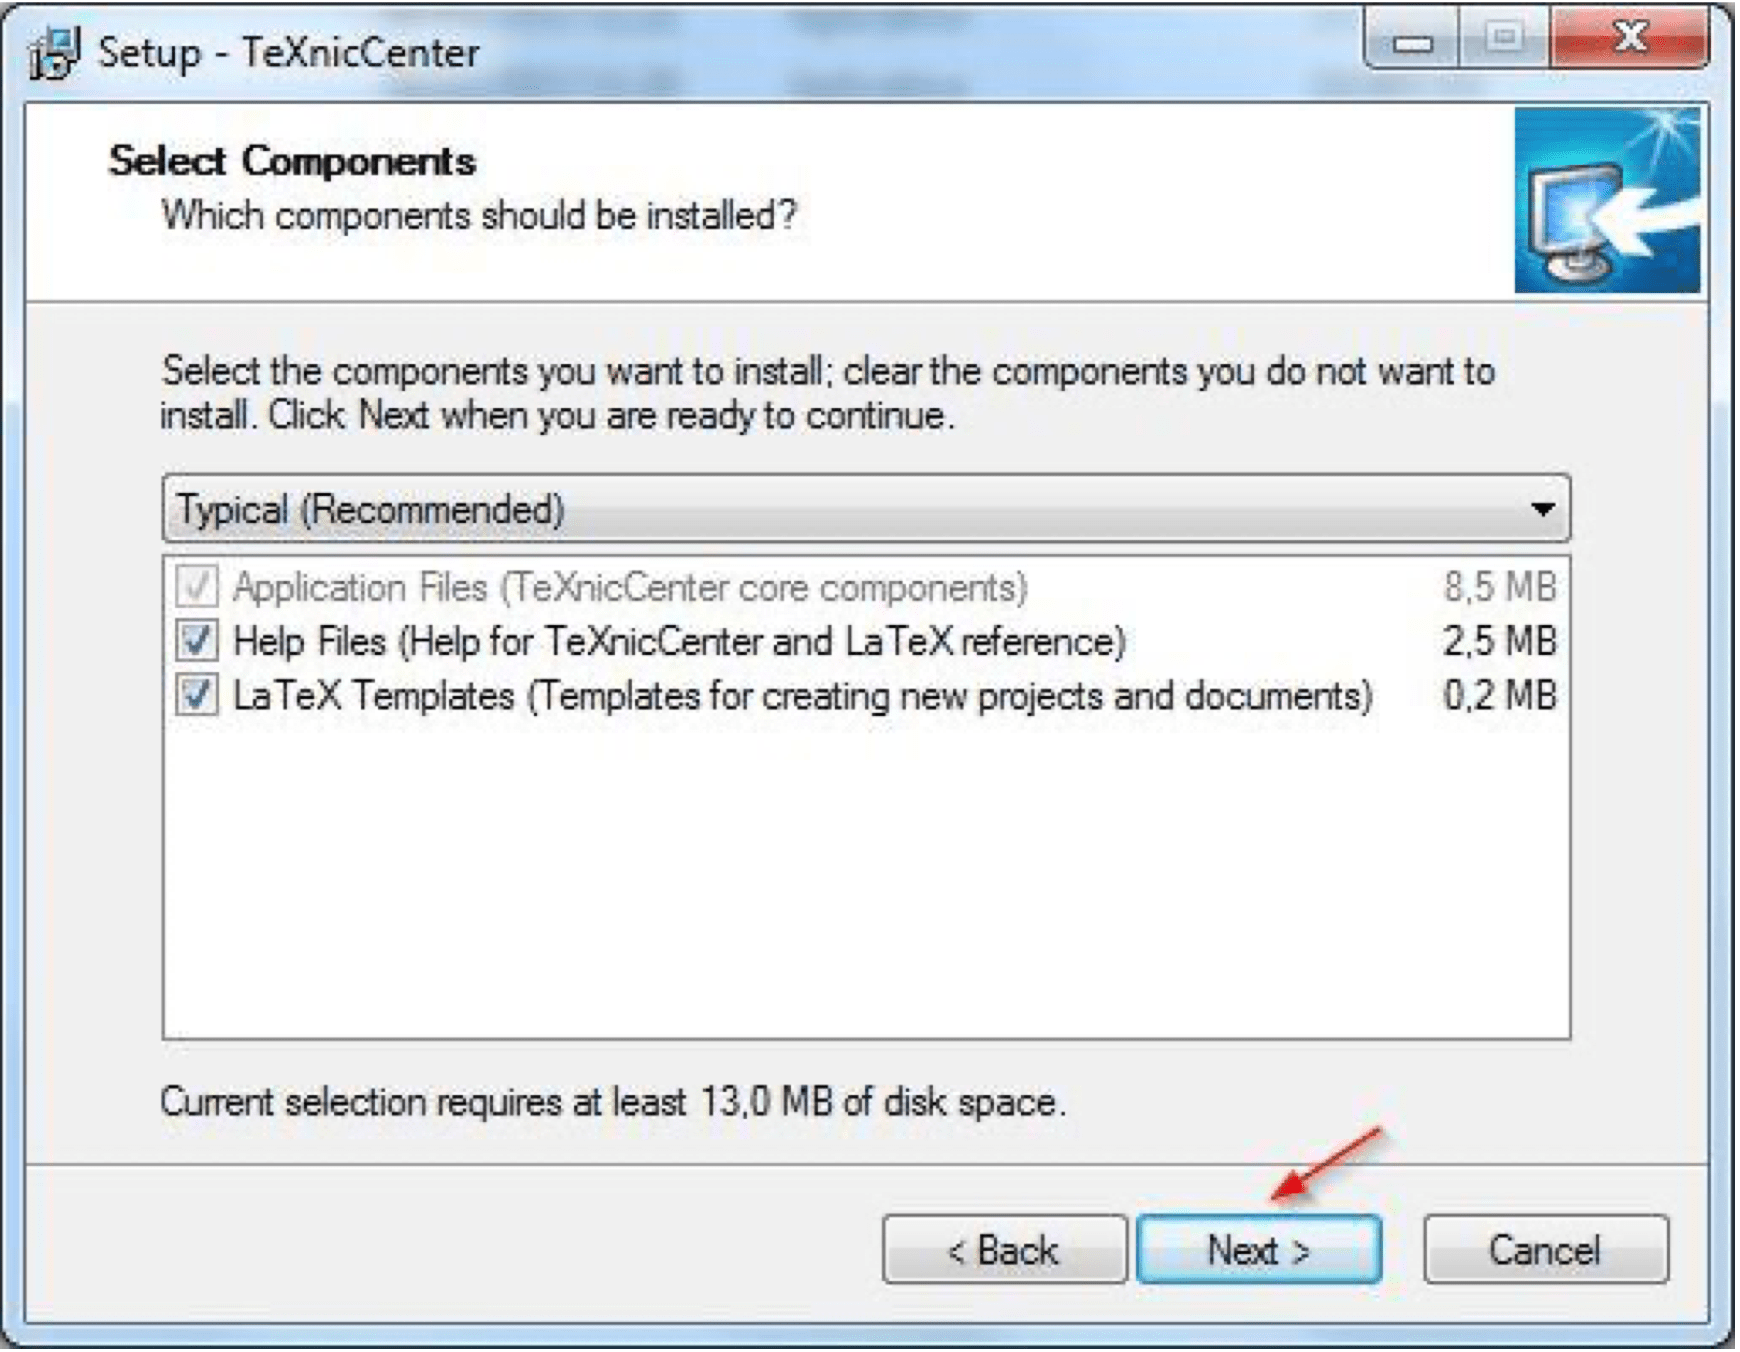 Setup - TeXnicCenter
Select Components
Which components should be installed?
Select the components you want to install; clear the components you do not want to
install. Click Next when you are ready to continue.
Typical (Recommended)
Application Files (TeXnicCenter core components) 8,5 MB
Help Files (Help for TeXnicCenter and LaTeX reference) 2,5 MB
LaTeX Templates (Templates for creating new projects and documents) 0,2 MB
Current selection requires at least 13,0 MB of disk space.
< Back Next > Cancel